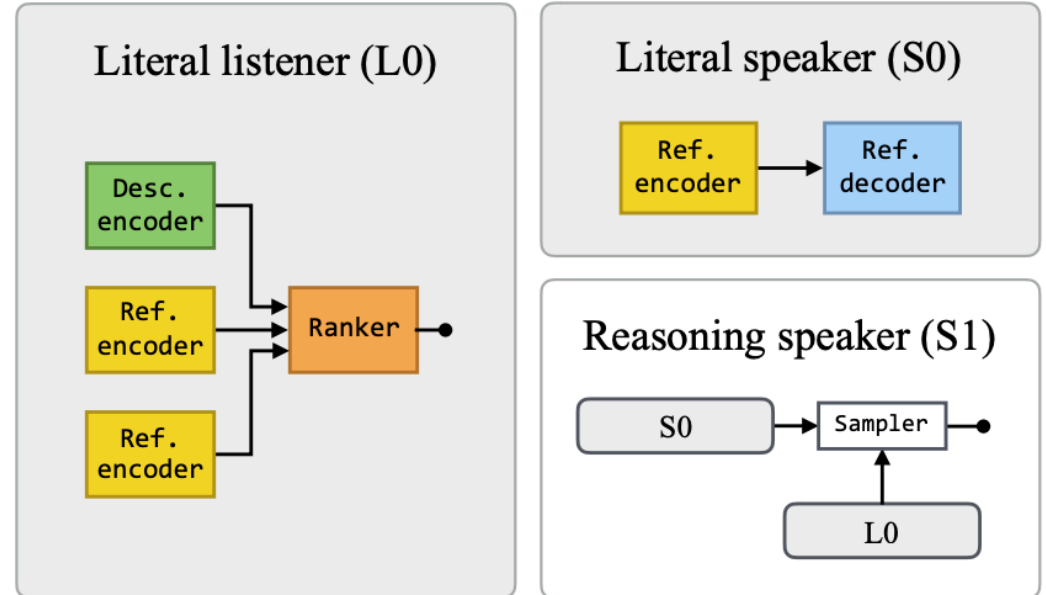 Literal listener (L0)
Desc.
encoder
Ref.
encoder
Ranker
Ref.
encoder
Literal speaker (S0)
Ref.
encoder
Ref.
decoder
Reasoning speaker (S1)
S0
Sampler
L0